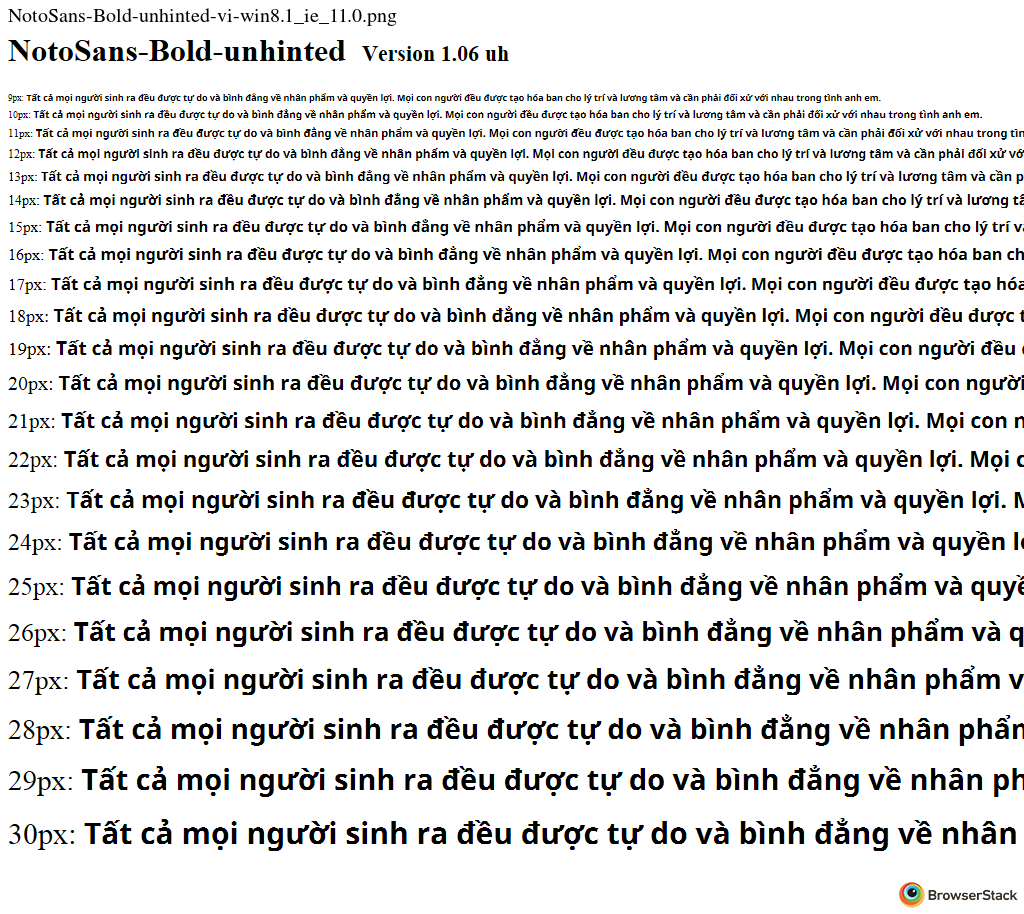 NotoSans-Bold-unhinted-vi-win8.1_ie_11.0.png
NotoSans-Bold-unhinted Version 1.06 uh
9px: Tất cả mọi người sinh ra đều được tự do và bình đẳng về nhân phẩm và quyền lợi. Mọi con người đều được tạo hóa ban cho lý trí và lương tâm và cần phải đối xử với nhau trong tình anh em.
10px: Tất cả mọi người sinh ra đều được tự do và bình đẳng về nhân phẩm và quyền lợi. Mọi con người đều được tạo hóa ban cho lý trí và lương tâm và cần phải đối xử với nhau trong tình anh em.
11px: Tất cả mọi người sinh ra đều được tự do và bình đẳng về nhân phẩm và quyền lợi. Mọi con người đều được tạo hóa ban cho lý trí và lương tâm và cần phải đối xử với nhau trong tìn
12px: Tất cả mọi người sinh ra đều được tự do và bình đẳng về nhân phẩm và quyền lợi. Mọi con người đều được tạo hóa ban cho lý trí và lương tâm và cần phải đối xử vớ
13px: Tất cả mọi người sinh ra đều được tự do và bình đẳng về nhân phẩm và quyền lợi. Mọi con người đều được tạo hóa ban cho lý trí và lương tâm và cần p
14px: Tất cả mọi người sinh ra đều được tự do và bình đẳng về nhân phẩm và quyền lợi. Mọi con người đều được tạo hóa ban cho lý trí và lương tâ
15px: Tất cả mọi người sinh ra đều được tự do và bình đẳng về nhân phẩm và quyền lợi. Mọi con người đều được tạo hóa ban cho lý trí và
16px: Tất cả mọi người sinh ra đều được tự do và bình đẳng về nhân phẩm và quyền lợi. Mọi con người đều được tạo hóa ban ch
17px: Tất cả mọi người sinh ra đều được tự do và bình đẳng về nhân phẩm và quyền lợi. Mọi con người đều được tạo hóa
18px: Tất cả mọi người sinh ra đều được tự do và bình đẳng về nhân phẩm và quyền lợi. Mọi con người đều được t
19px: Tất cả mọi người sinh ra đều được tự do và bình đẳng về nhân phẩm và quyền lợi. Mọi con người đều
20px: Tất cả mọi người sinh ra đều được tự do và bình đẳng về nhân phẩm và quyền lợi. Mọi con người
21px: Tất cả mọi người sinh ra đều được tự do và bình đẳng về nhân phẩm và quyền lợi. Mọi con n
22px: Tất cả mọi người sinh ra đều được tự do và bình đẳng về nhân phẩm và quyền lợi. Mọi c
23px: Tất cả mọi người sinh ra đều được tự do và bình đẳng về nhân phẩm và quyền lợi. M
24px: Tất cả mọi người sinh ra đều được tự do và bình đẳng về nhân phẩm và quyền lợ
25px: Tất cả mọi người sinh ra đều được tự do và bình đẳng về nhân phẩm và quyề
26px: Tất cả mọi người sinh ra đều được tự do và bình đẳng về nhân phẩm và q
27px: Tất cả mọi người sinh ra đều được tự do và bình đẳng về nhân phẩm v
28px: Tất cả mọi người sinh ra đều được tự do và bình đẳng về nhân phẩm
29px: Tất cả mọi người sinh ra đều được tự do và bình đẳng về nhân ph
30px: Tất cả mọi người sinh ra đều được tự do và bình đẳng về nhân
BrowserStack